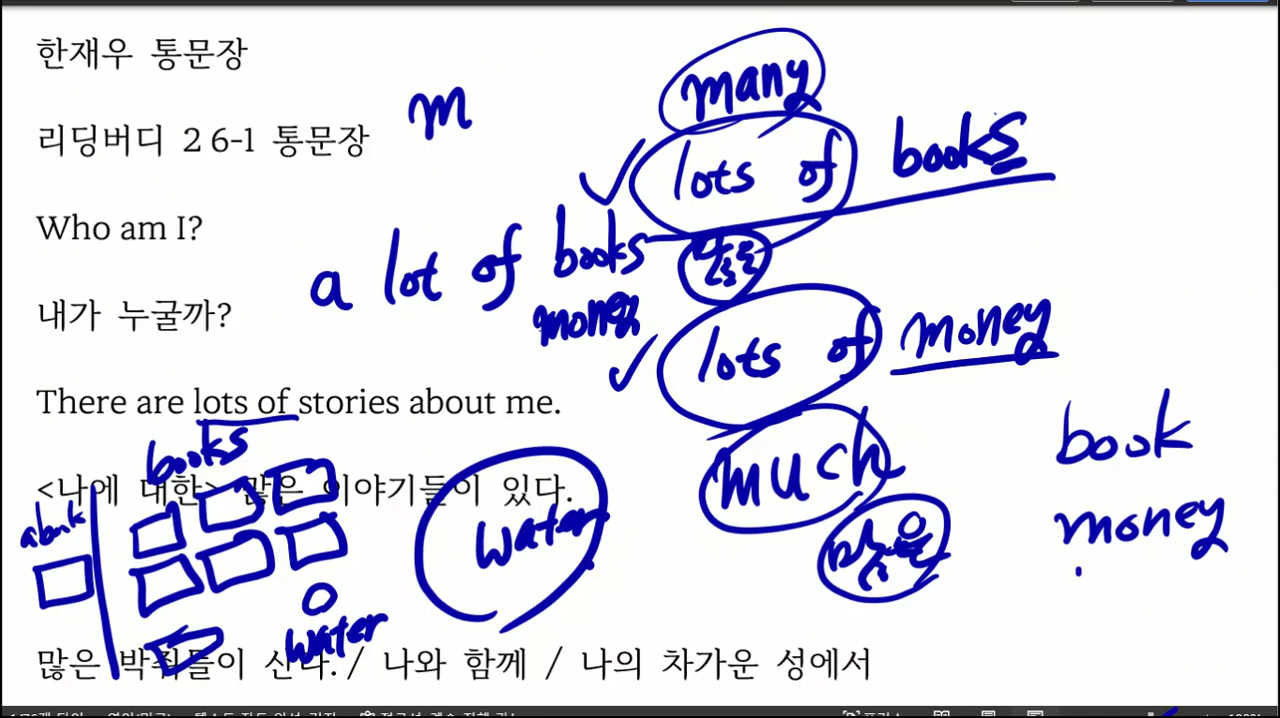 한재우 통문장
many
m
리딩버디 2 6-1 통문장
lots of books
Who am I?
a lot of books
많은
money
내가 누굴까?
lots of money
There are lots of stories about me.
books
much
book
<나에 대한> 많은 이야기들이 있다.
water
money
많은
a book
water
많은 박쥐들이 산다. / 나와 함께 / 나의 차가운 성에서